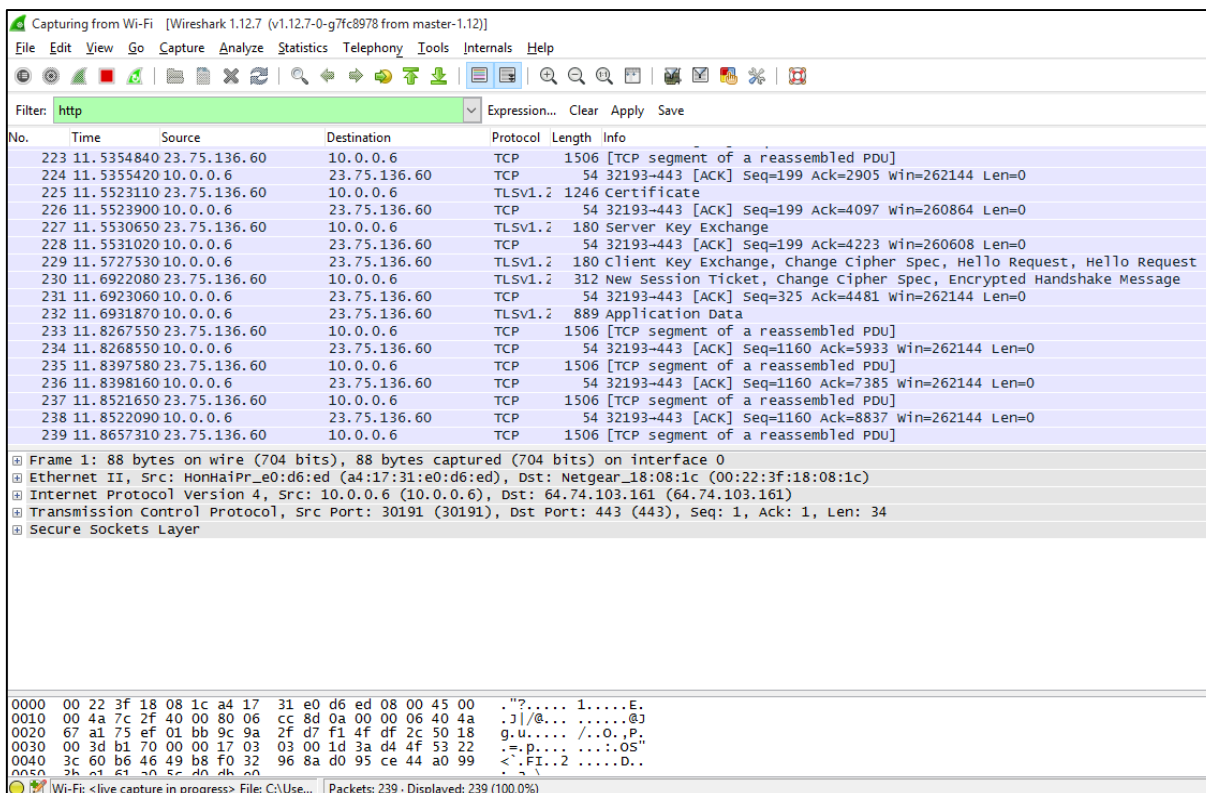 Capturing from Wi-Fi [Wireshark 1.12.7 (v1.12.7-0-g7fc8978 from master-1.12)]
File Edit View Go Capture Analyze Statistics Telephony Tools Internals Help
Filter: http Expression... Clear Apply Save
No. Time Source Destination Protocol Length Info
223 11.5354840 23.75.136.60 10.0.0.6 TCP 1506 [TCP segment of a reassembled PDU]
224 11.5355420 10.0.0.6 23.75.136.60 TCP 54 32193→443 [ACK] Seq=199 Ack=2905 Win=262144 Len=0
225 11.5523110 23.75.136.60 10.0.0.6 TLSv1.2 1246 Certificate
226 11.5523900 10.0.0.6 23.75.136.60 TCP 54 32193→443 [ACK] Seq=199 Ack=4097 Win=260864 Len=0
227 11.5530650 23.75.136.60 10.0.0.6 TLSv1.2 180 Server Key Exchange
228 11.5531020 10.0.0.6 23.75.136.60 TCP 54 32193→443 [ACK] Seq=199 Ack=4223 Win=260608 Len=0
229 11.5727530 10.0.0.6 23.75.136.60 TLSv1.2 180 Client Key Exchange, Change Cipher Spec, Hello Request, Hello Request
230 11.6922080 23.75.136.60 10.0.0.6 TLSv1.2 312 New Session Ticket, Change Cipher Spec, Encrypted Handshake Message
231 11.6923060 10.0.0.6 23.75.136.60 TCP 54 32193→443 [ACK] Seq=325 Ack=4481 Win=262144 Len=0
232 11.6931870 10.0.0.6 23.75.136.60 TLSv1.2 889 Application Data
233 11.8267550 23.75.136.60 10.0.0.6 TCP 1506 [TCP segment of a reassembled PDU]
234 11.8268550 10.0.0.6 23.75.136.60 TCP 54 32193→443 [ACK] Seq=1160 Ack=5933 Win=262144 Len=0
235 11.8397580 23.75.136.60 10.0.0.6 TCP 1506 [TCP segment of a reassembled PDU]
236 11.8398160 10.0.0.6 23.75.136.60 TCP 54 32193→443 [ACK] Seq=1160 Ack=7385 Win=262144 Len=0
237 11.8521650 23.75.136.60 10.0.0.6 TCP 1506 [TCP segment of a reassembled PDU]
238 11.8522090 10.0.0.6 23.75.136.60 TCP 54 32193→443 [ACK] Seq=1160 Ack=8837 Win=262144 Len=0
239 11.8657310 23.75.136.60 10.0.0.6 TCP 1506 [TCP segment of a reassembled PDU]
Frame 1: 88 bytes on wire (704 bits), 88 bytes captured (704 bits) on interface 0
Ethernet II, Src: HonHaiPr_e0:d6:ed (a4:17:31:e0:d6:ed), Dst: Netgear_18:08:1c (00:22:3f:18:08:1c)
Internet Protocol Version 4, Src: 10.0.0.6 (10.0.0.6), Dst: 64.74.103.161 (64.74.103.161)
Transmission Control Protocol, Src Port: 30191 (30191), Dst Port: 443 (443), Seq: 1, Ack: 1, Len: 34
Secure Sockets Layer
0000 00 22 3f 18 08 1c a4 17 31 e0 d6 ed 08 00 45 00 ."?..... 1.....E.
0010 00 4a 7c 2f 40 00 80 06 cc 8d 0a 00 00 06 40 4a .J|/@... ......@J
0020 67 a1 75 ef 01 bb 9c 9a 2f d7 f1 4f df 2c 50 18 g.u..... /..O.,P.
0030 00 3d b1 70 00 00 17 03 03 00 1d 3a d4 4f 53 22 .=.p.... ...:.OS"
0040 3c 60 b6 46 49 b8 f0 32 96 8a d0 95 ce 44 a0 99 <`.FI..2 .....D..
Wi-Fi: <live capture in progress> File: C:\Use... Packets: 239 · Displayed: 239 (100.0%)